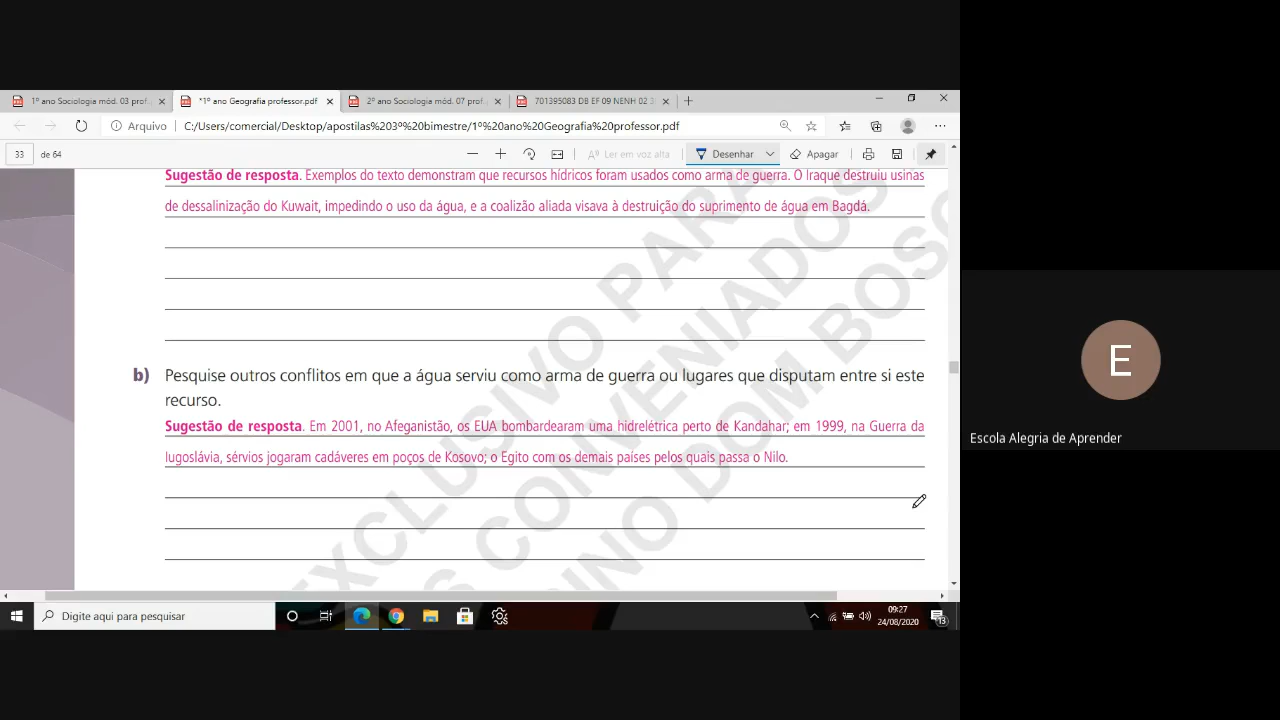 1º ano Sociologia mód. 03 prof.
*1º ano Geografia professor.pdf
2º ano Sociologia mód. 07 prof.
701395083 DB EF 09 NENH 02 3
Arquivo
C:/Users/comercial/Desktop/apostilas%203º%20bimestre/1º%20ano%20Geografia%20professor.pdf
33 de 64
Ler em voz alta
Desenhar
Apagar
Sugestão de resposta. Exemplos do texto demonstram que recursos hídricos foram usados como arma de guerra. O Iraque destruiu usinas
de dessalinização do Kuwait, impedindo o uso da água, e a coalizão aliada visava à destruição do suprimento de água em Bagdá.
b) Pesquise outros conflitos em que a água serviu como arma de guerra ou lugares que disputam entre si este
recurso.
Sugestão de resposta. Em 2001, no Afeganistão, os EUA bombardearam uma hidrelétrica perto de Kandahar; em 1999, na Guerra da
Iugoslávia, sérvios jogaram cadáveres em poços de Kosovo; o Egito com os demais países pelos quais passa o Nilo.
EXCLUSIVO PARA
CONVENIADOS
DOM BOSCO
Digite aqui para pesquisar
09:27
24/08/2020
13
E
Escola Alegria de Aprender